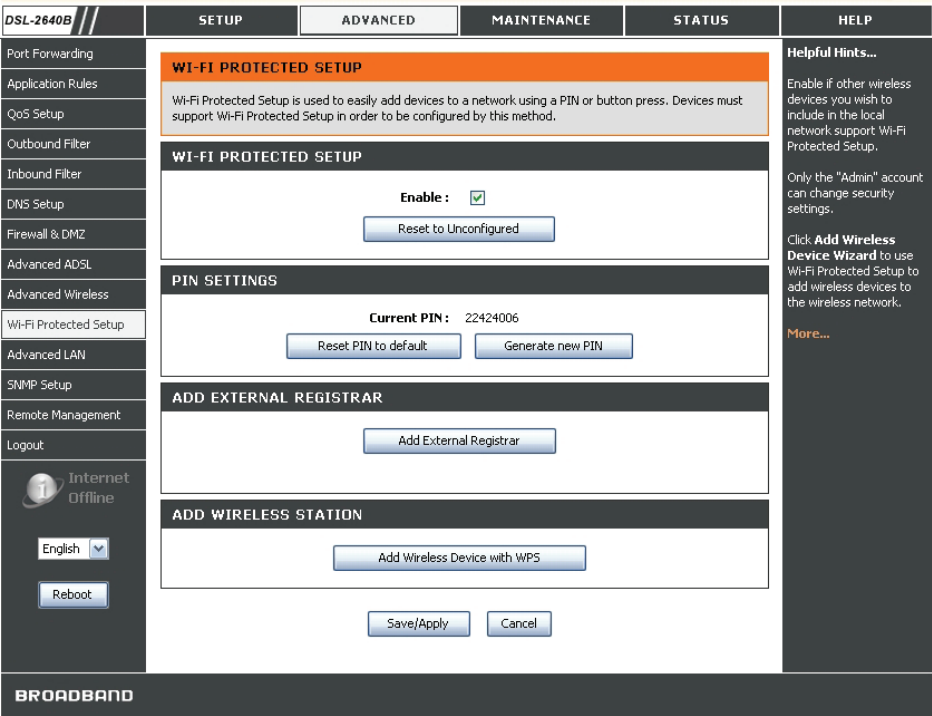 DSL-2640B
SETUP
ADVANCED
MAINTENANCE
STATUS
HELP
Port Forwarding
Application Rules
QoS Setup
Outbound Filter
Inbound Filter
DNS Setup
Firewall & DMZ
Advanced ADSL
Advanced Wireless
Wi-Fi Protected Setup
Advanced LAN
SNMP Setup
Remote Management
Logout
Internet
Offline
English
Reboot
WI-FI PROTECTED SETUP
Wi-Fi Protected Setup is used to easily add devices to a network using a PIN or button press. Devices must
support Wi-Fi Protected Setup in order to be configured by this method.
WI-FI PROTECTED SETUP
Enable :
Reset to Unconfigured
PIN SETTINGS
Current PIN : 22424006
Reset PIN to default
Generate new PIN
ADD EXTERNAL REGISTRAR
Add External Registrar
ADD WIRELESS STATION
Add Wireless Device with WPS
Save/Apply
Cancel
Helpful Hints...
Enable if other wireless
devices you wish to
include in the local
network support Wi-Fi
Protected Setup.
Only the "Admin" account
can change security
settings.
Click Add Wireless
Device Wizard to use
Wi-Fi Protected Setup to
add wireless devices to
the wireless network.
More...
BROADBAND